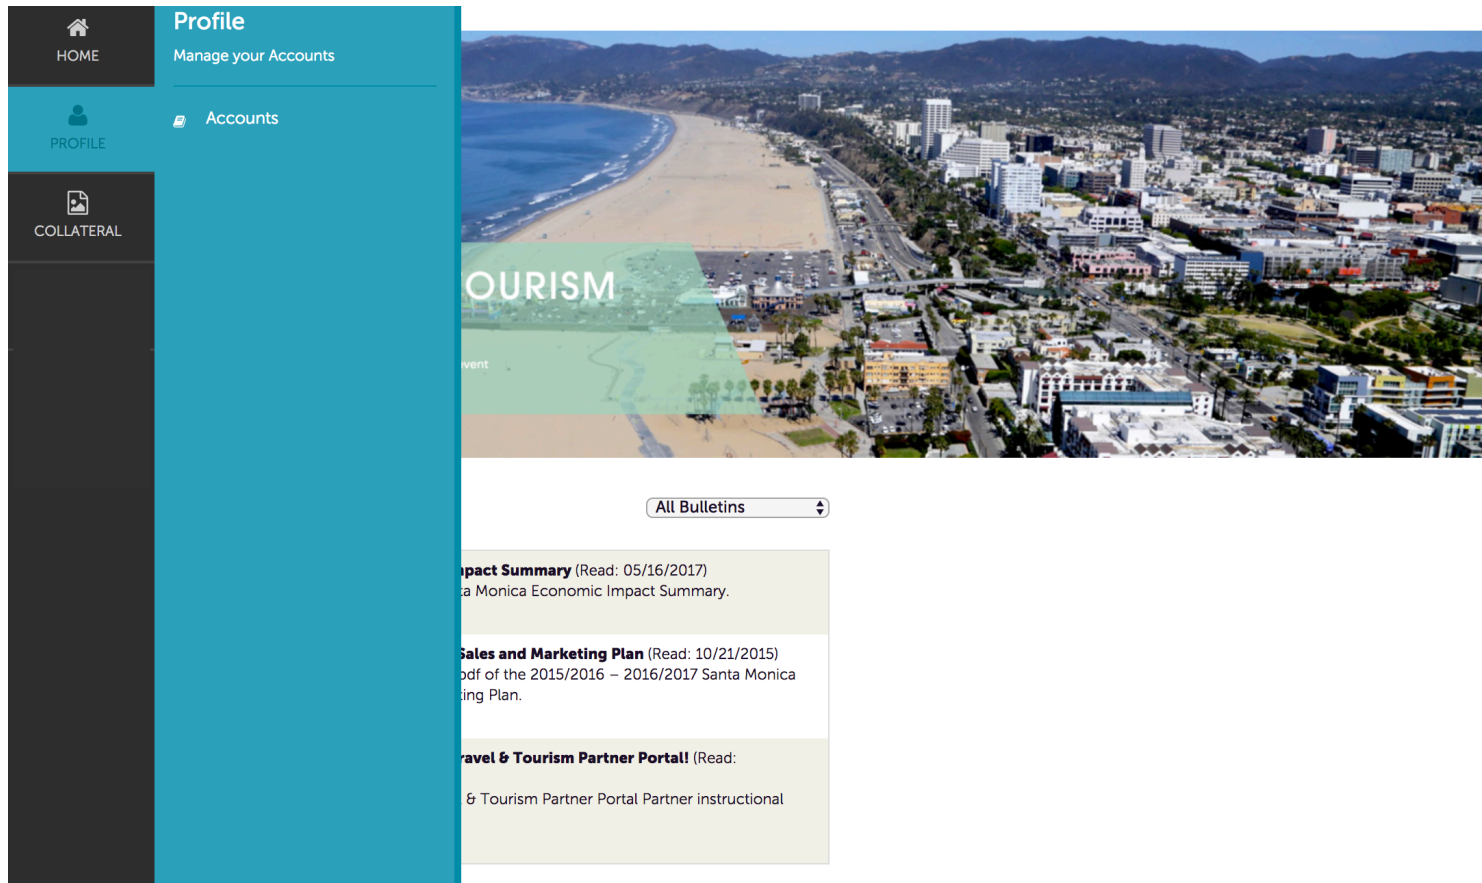 HOME
PROFILE
COLLATERAL
Profile
Manage your Accounts
Accounts
OURISM
vent
All Bulletins
pact Summary (Read: 05/16/2017)
ta Monica Economic Impact Summary.
Sales and Marketing Plan (Read: 10/21/2015)
pdf of the 2015/2016 – 2016/2017 Santa Monica
ing Plan.
ravel & Tourism Partner Portal! (Read:
& Tourism Partner Portal Partner instructional